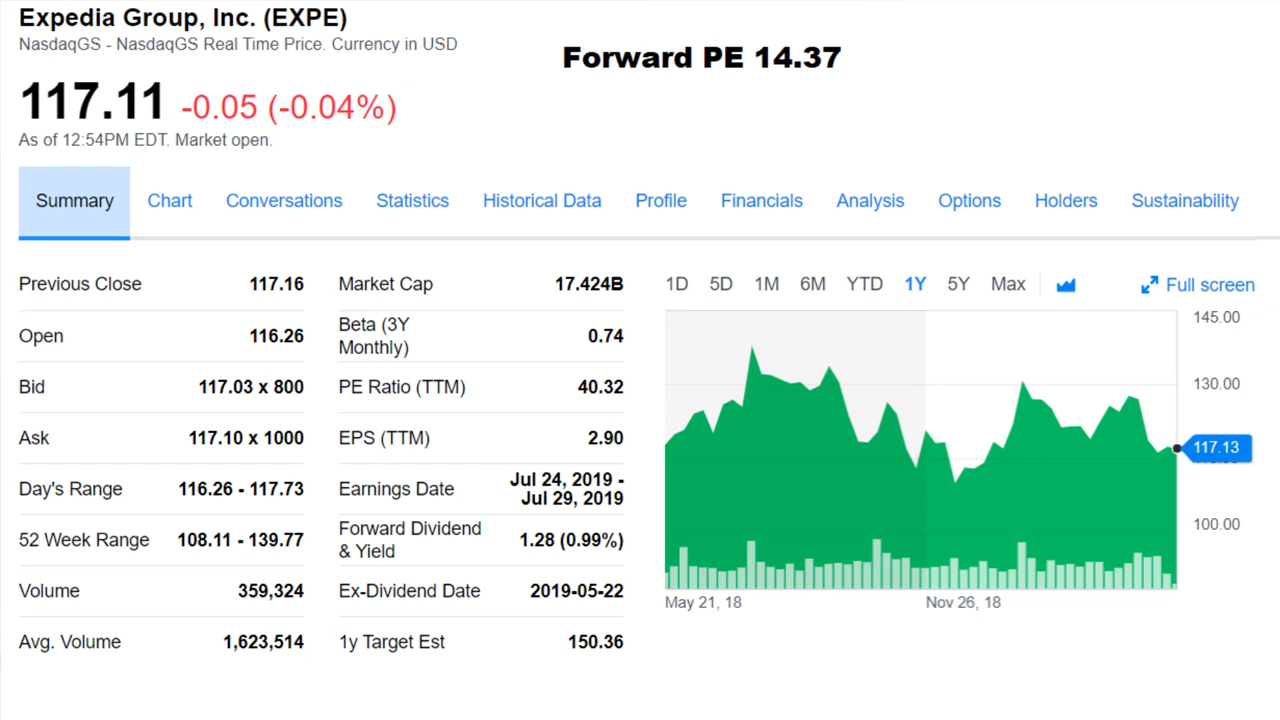 Expedia Group, Inc. (EXPE)
NasdaqGS - NasdaqGS Real Time Price. Currency in USD
Forward PE 14.37
117.11 -0.05 (-0.04%)
As of 12:54PM EDT. Market open.
Summary Chart Conversations Statistics Historical Data Profile Financials Analysis Options Holders Sustainability
Previous Close 117.16
Open 116.26
Bid 117.03 x 800
Ask 117.10 x 1000
Day's Range 116.26 - 117.73
52 Week Range 108.11 - 139.77
Volume 359,324
Avg. Volume 1,623,514
Market Cap 17.424B
Beta (3Y
Monthly) 0.74
PE Ratio (TTM) 40.32
EPS (TTM) 2.90
Earnings Date Jul 24, 2019 -
Jul 29, 2019
Forward Dividend
& Yield 1.28 (0.99%)
Ex-Dividend Date 2019-05-22
1y Target Est 150.36
1D 5D 1M 6M YTD 1Y 5Y Max Full screen
145.00
130.00
117.13
100.00
May 21, 18 Nov 26, 18